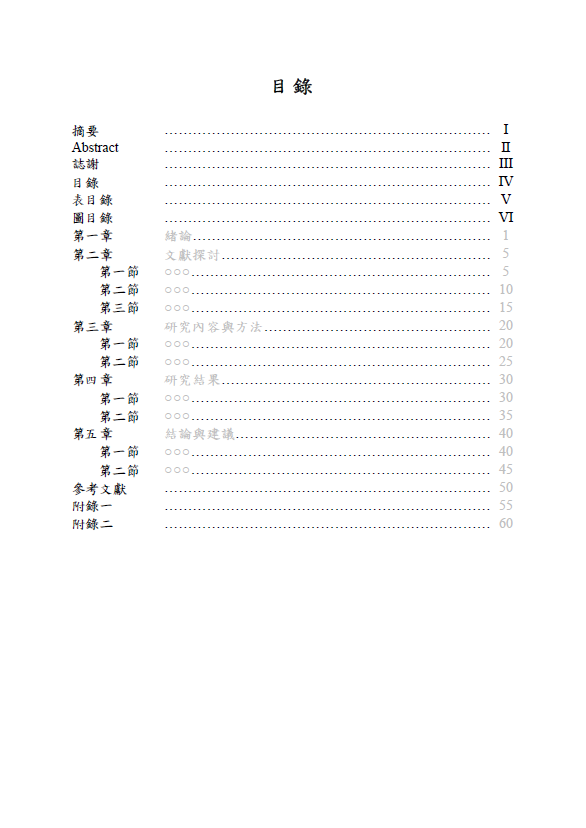 目錄
摘要 ........................................ I
Abstract ........................................ II
誌謝 ........................................ III
目錄 ........................................ IV
表目錄 ........................................ V
圖目錄 ........................................ VI
第一章 緒論 ........................................ 1
第二章 文獻探討 ........................................ 5
第一節 ○○○ ........................................ 5
第二節 ○○○ ........................................ 10
第三節 ○○○ ........................................ 15
第三章 研究內容與方法 ........................................ 20
第一節 ○○○ ........................................ 20
第二節 ○○○ ........................................ 25
第四章 研究結果 ........................................ 30
第一節 ○○○ ........................................ 30
第二節 ○○○ ........................................ 35
第五章 結論與建議 ........................................ 40
第一節 ○○○ ........................................ 40
第二節 ○○○ ........................................ 45
參考文獻 ........................................ 50
附錄一 ........................................ 55
附錄二 ........................................ 60